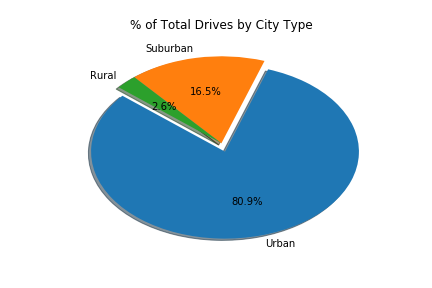 % of Total Drives by City Type
Suburban
Rural
16.5%
2.6%
80.9%
Urban